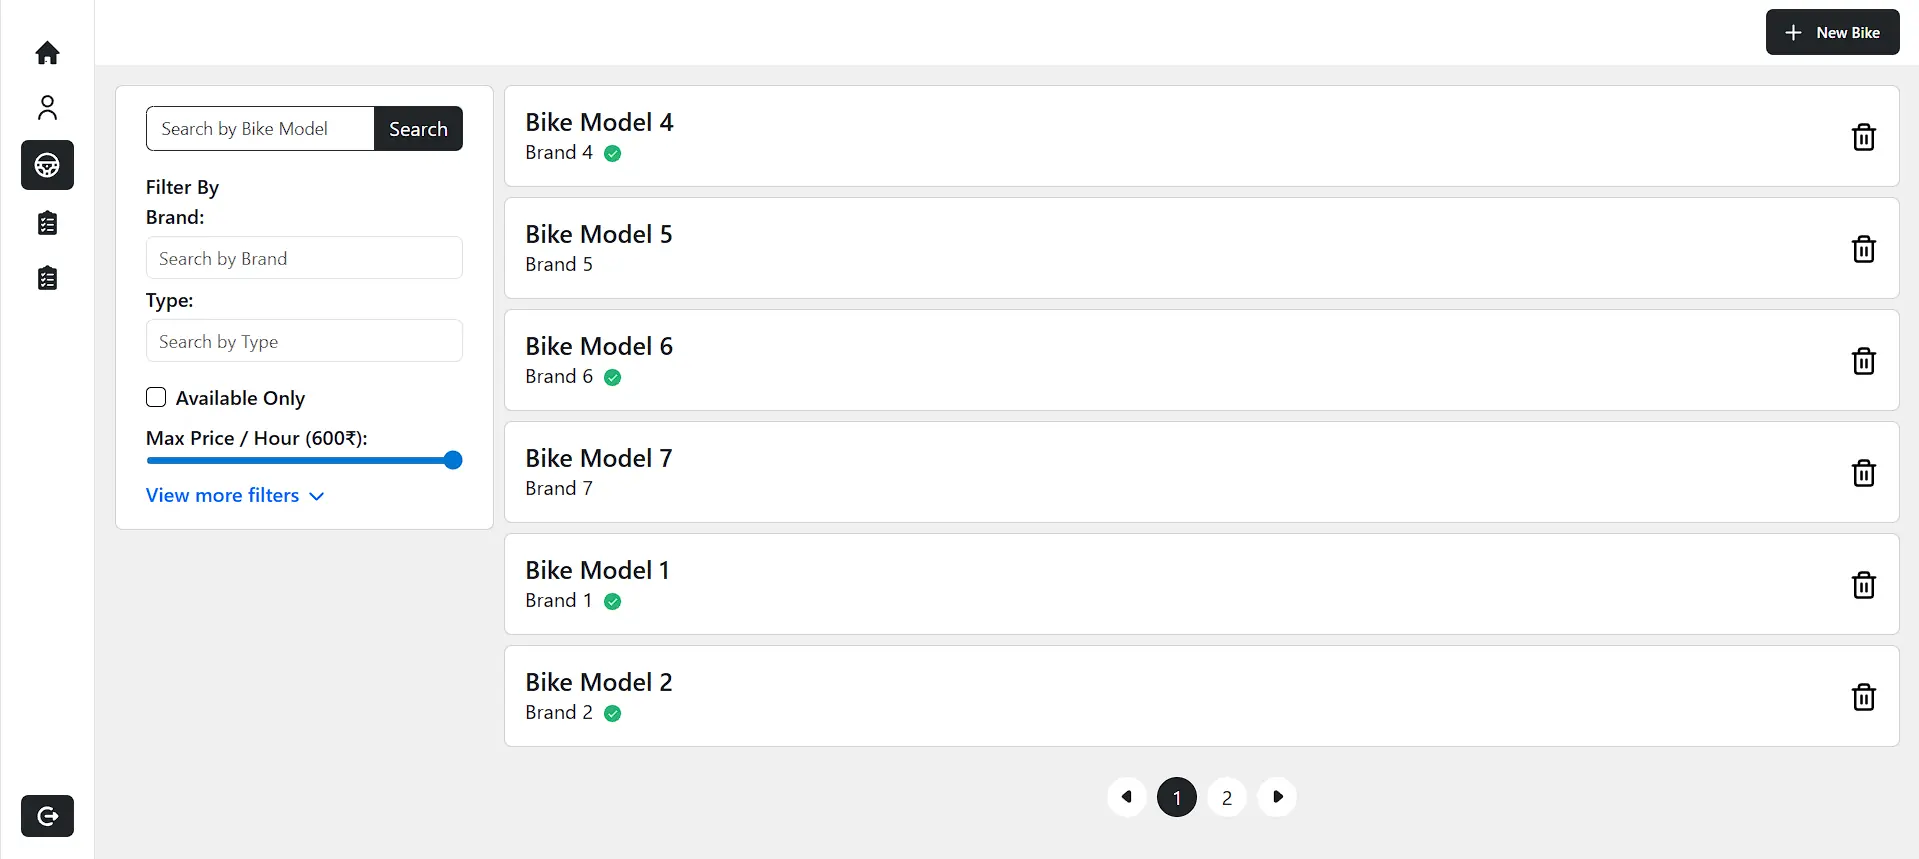 New Bike
Search by Bike Model
Search
Filter By
Brand:
Search by Brand
Type:
Search by Type
Available Only
Max Price / Hour (600₹):
View more filters
Bike Model 4
Brand 4
Bike Model 5
Brand 5
Bike Model 6
Brand 6
Bike Model 7
Brand 7
Bike Model 1
Brand 1
Bike Model 2
Brand 2
1 2